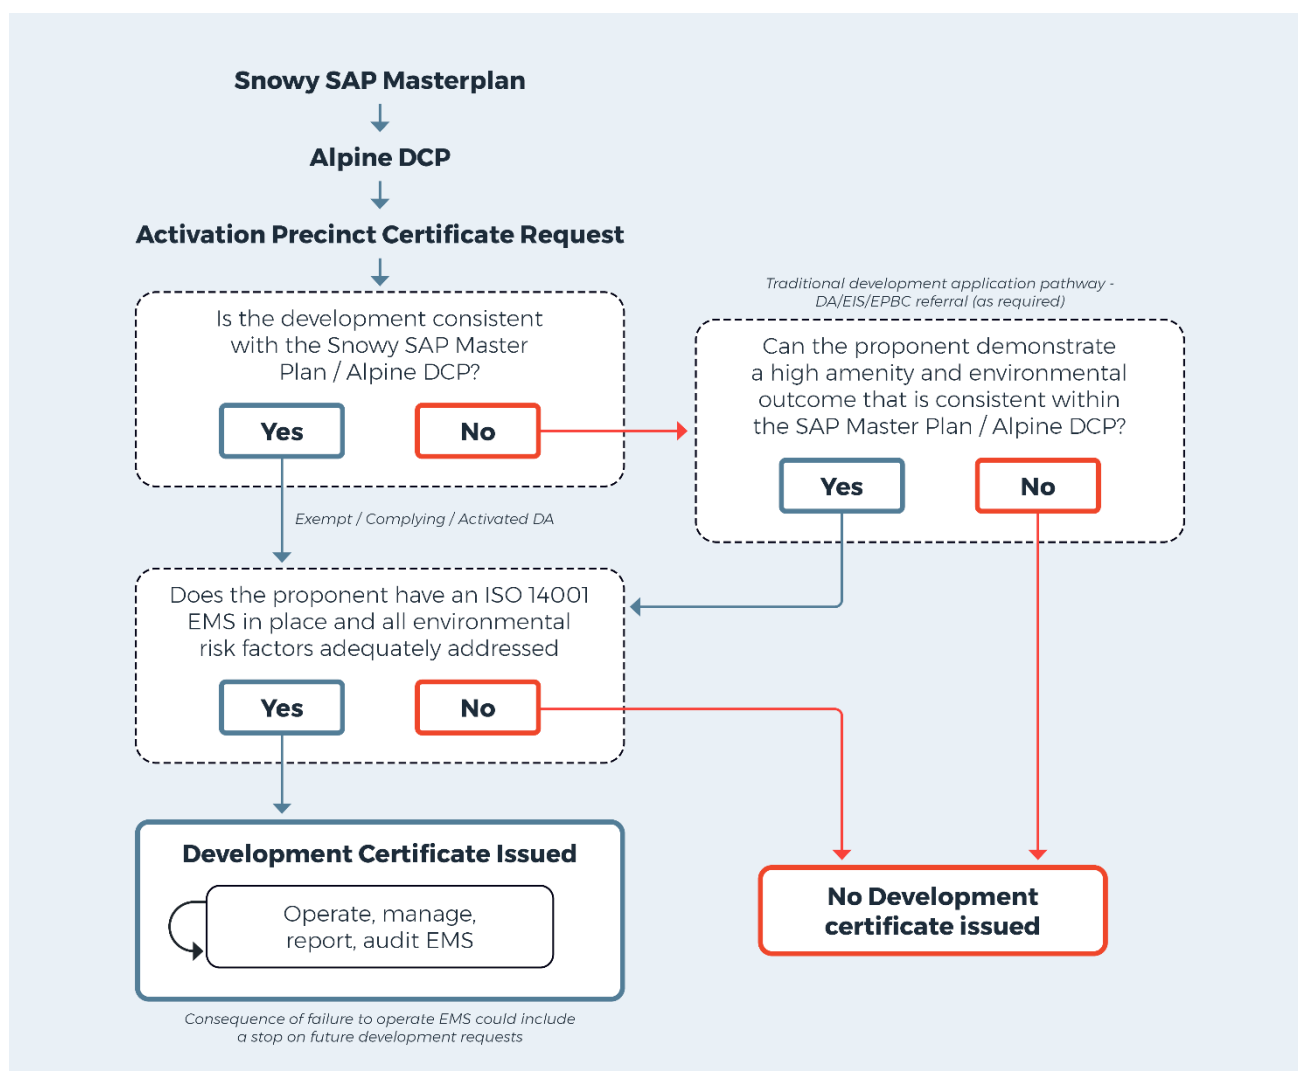 Snowy SAP Masterplan
Alpine DCP
Activation Precinct Certificate Request
Is the development consistent
with the Snowy SAP Master
Plan / Alpine DCP?
Yes
No
Traditional development application pathway -
DA/EIS/EPBC referral (as required)
Can the proponent demonstrate
a high amenity and environmental
outcome that is consistent within
the SAP Master Plan / Alpine DCP?
Yes
No
Exempt / Complying / Activated DA
Does the proponent have an ISO 14001
EMS in place and all environmental
risk factors adequately addressed
Yes
No
Development Certificate Issued
Operate, manage,
report, audit EMS
No Development
certificate issued
Consequence of failure to operate EMS could include
a stop on future development requests